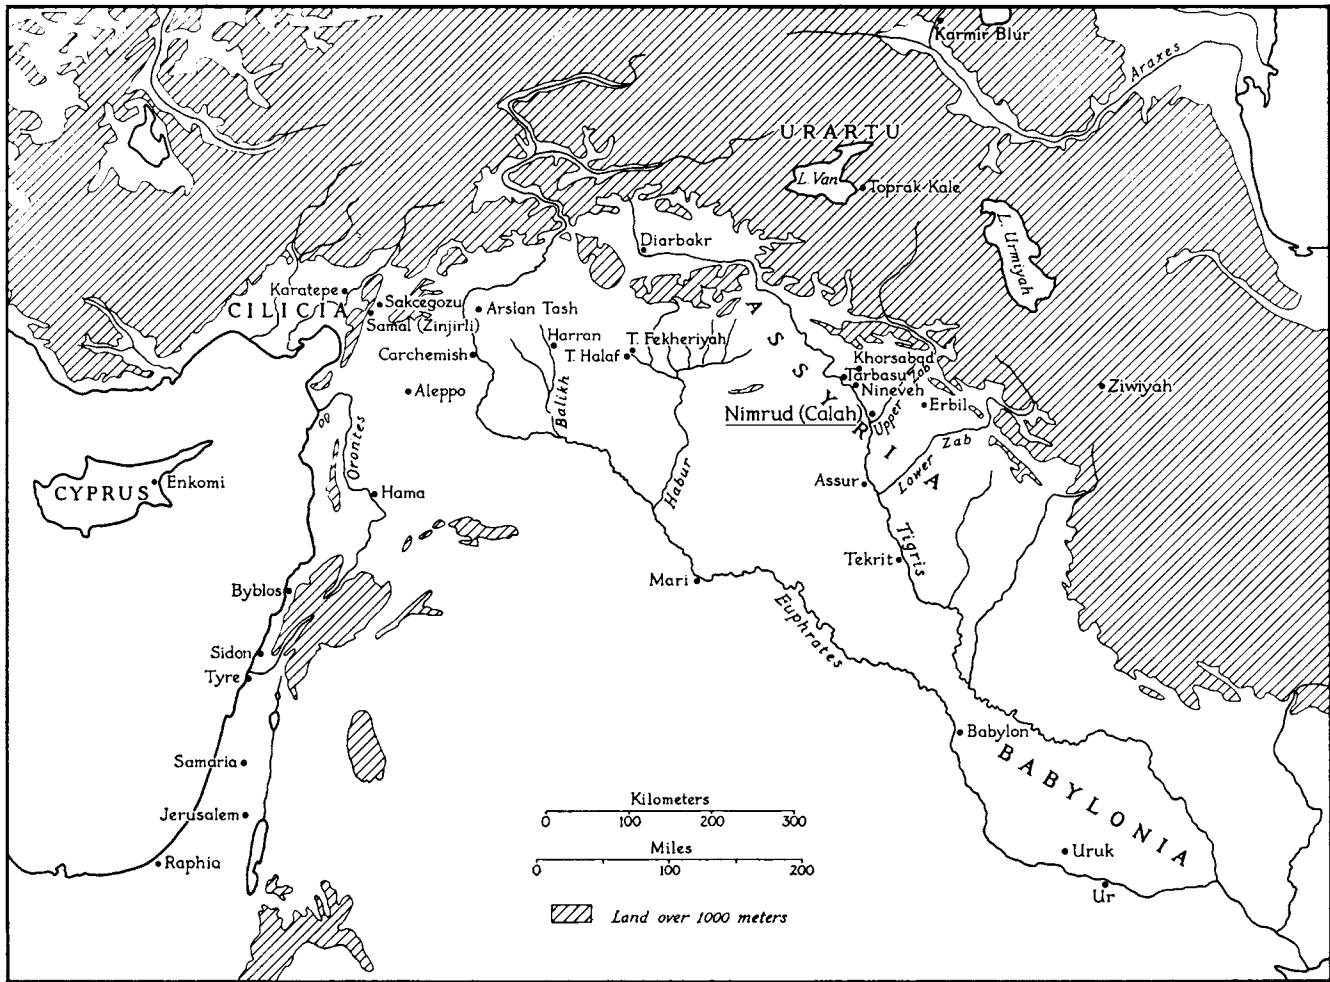 Karmir Blur
Araxes
URARTU
L. Van
Toprak Kale
L. Urmiyah
Diarbakr
Karatepe
CILICIA
Sakcegozu
Samal (Zinjirli)
Arslan Tash
Carchemish
Harran
T. Halaf
T. Fekheriyah
ASSYRIA
Khorsabad
Tarbasu
Nineveh
Nimrud (Calah)
Upper Zab
Erbil
Ziwiyah
Aleppo
Balikh
Habur
Orontes
Lower Zab
CYPRUS
Enkomi
Hama
Assur
Tigris
Tekrit
Byblos
Mari
Euphrates
Sidon
Tyre
Babylon
BABYLONIA
Samaria
Jerusalem
Raphia
Uruk
Ur
Kilometers
0 100 200 300
Miles
0 100 200
Land over 1000 meters